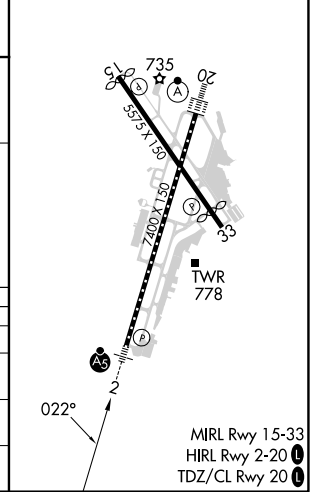 735
15
P
A
20
5575 X 150
7400 X 150
P
33
TWR
778
P
A5
2
022°
MIRL Rwy 15-33
HIRL Rwy 2-20 L
TDZ/CL Rwy 20 L